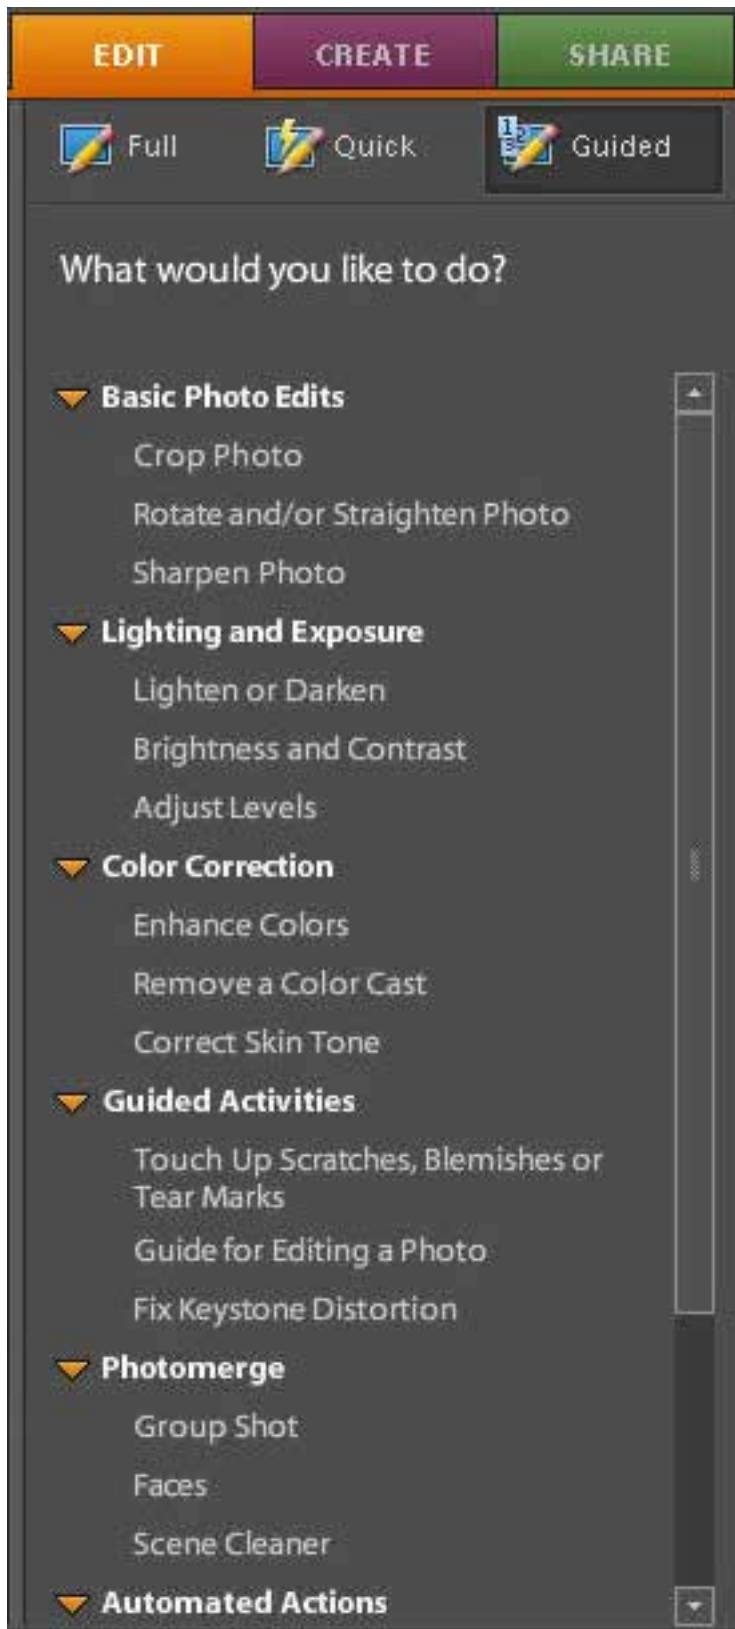 EDIT CREATE SHARE
Full Quick Guided
What would you like to do?
Basic Photo Edits
Crop Photo
Rotate and/or Straighten Photo
Sharpen Photo
Lighting and Exposure
Lighten or Darken
Brightness and Contrast
Adjust Levels
Color Correction
Enhance Colors
Remove a Color Cast
Correct Skin Tone
Guided Activities
Touch Up Scratches, Blemishes or
Tear Marks
Guide for Editing a Photo
Fix Keystone Distortion
Photomerge
Group Shot
Faces
Scene Cleaner
Automated Actions